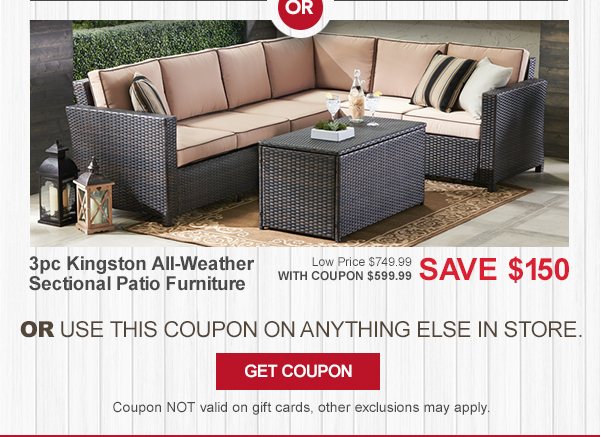 OR
3pc Kingston All-Weather
Sectional Patio Furniture
Low Price $749.99
WITH COUPON $599.99
SAVE $150
OR USE THIS COUPON ON ANYTHING ELSE IN STORE.
GET COUPON
Coupon NOT valid on gift cards, other exclusions may apply.